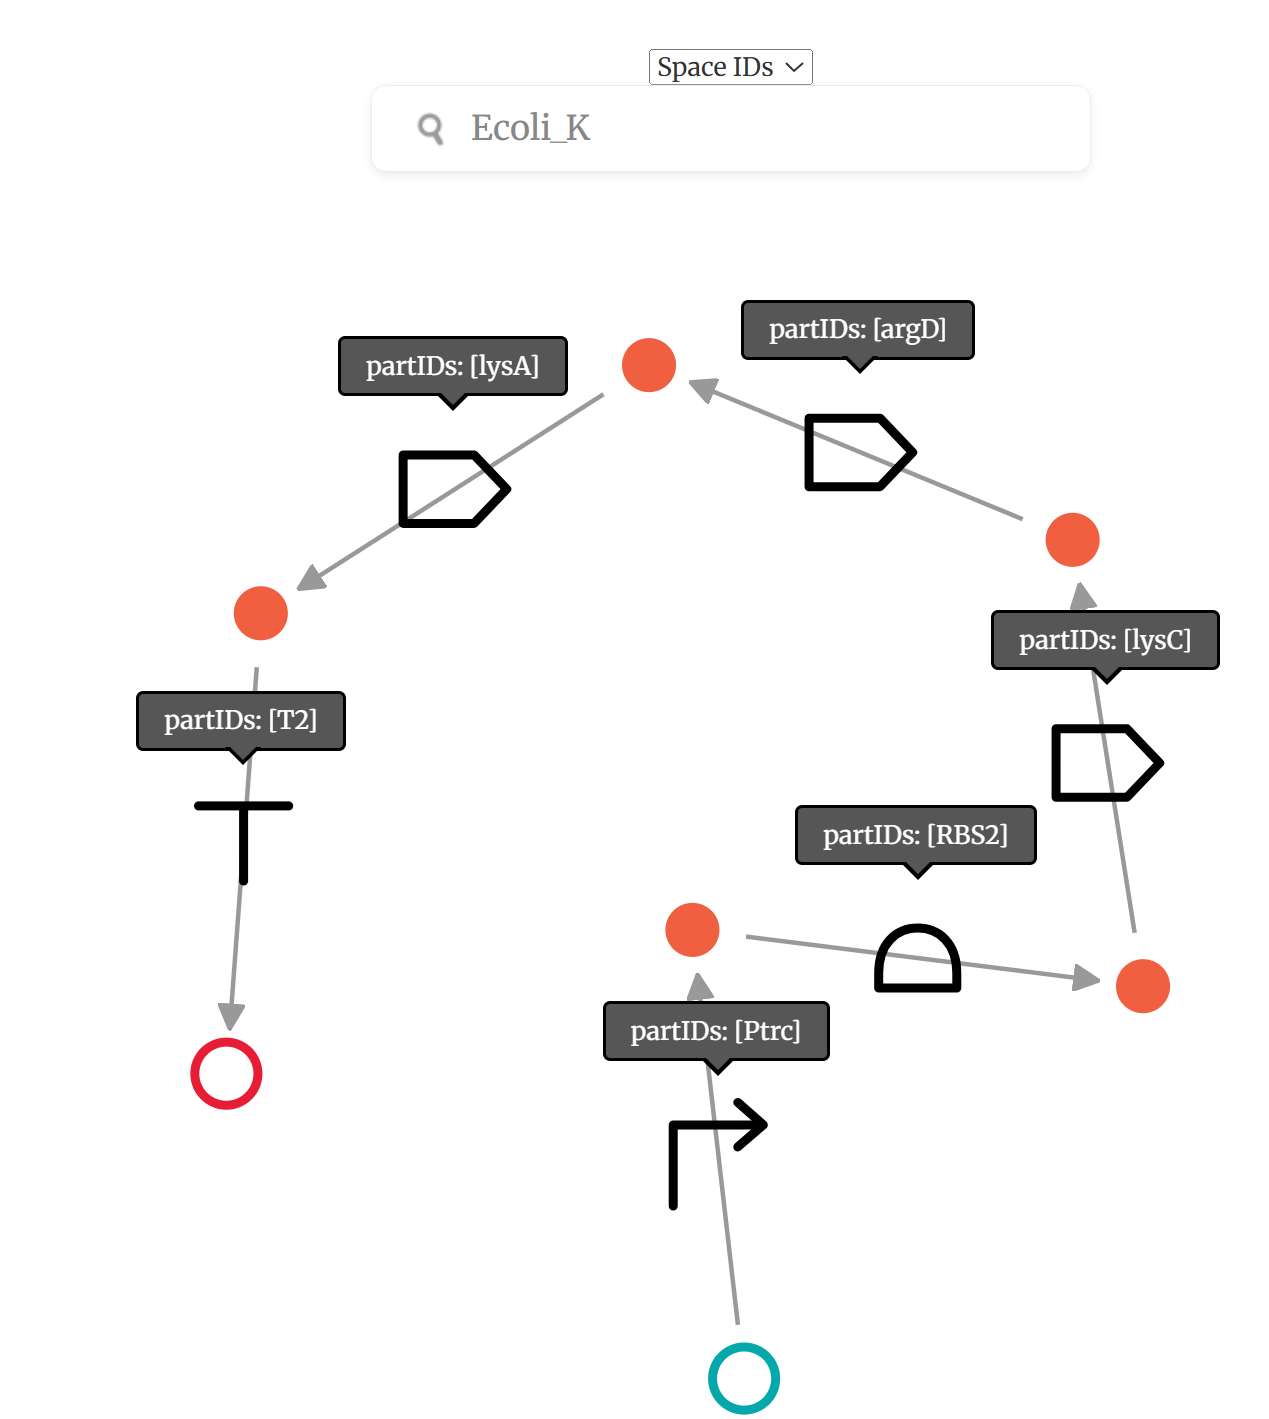 Space IDs
Ecoli_K
partIDs: [argD]
partIDs: [lysA]
partIDs: [lysC]
partIDs: [T2]
partIDs: [RBS2]
partIDs: [Ptrc]